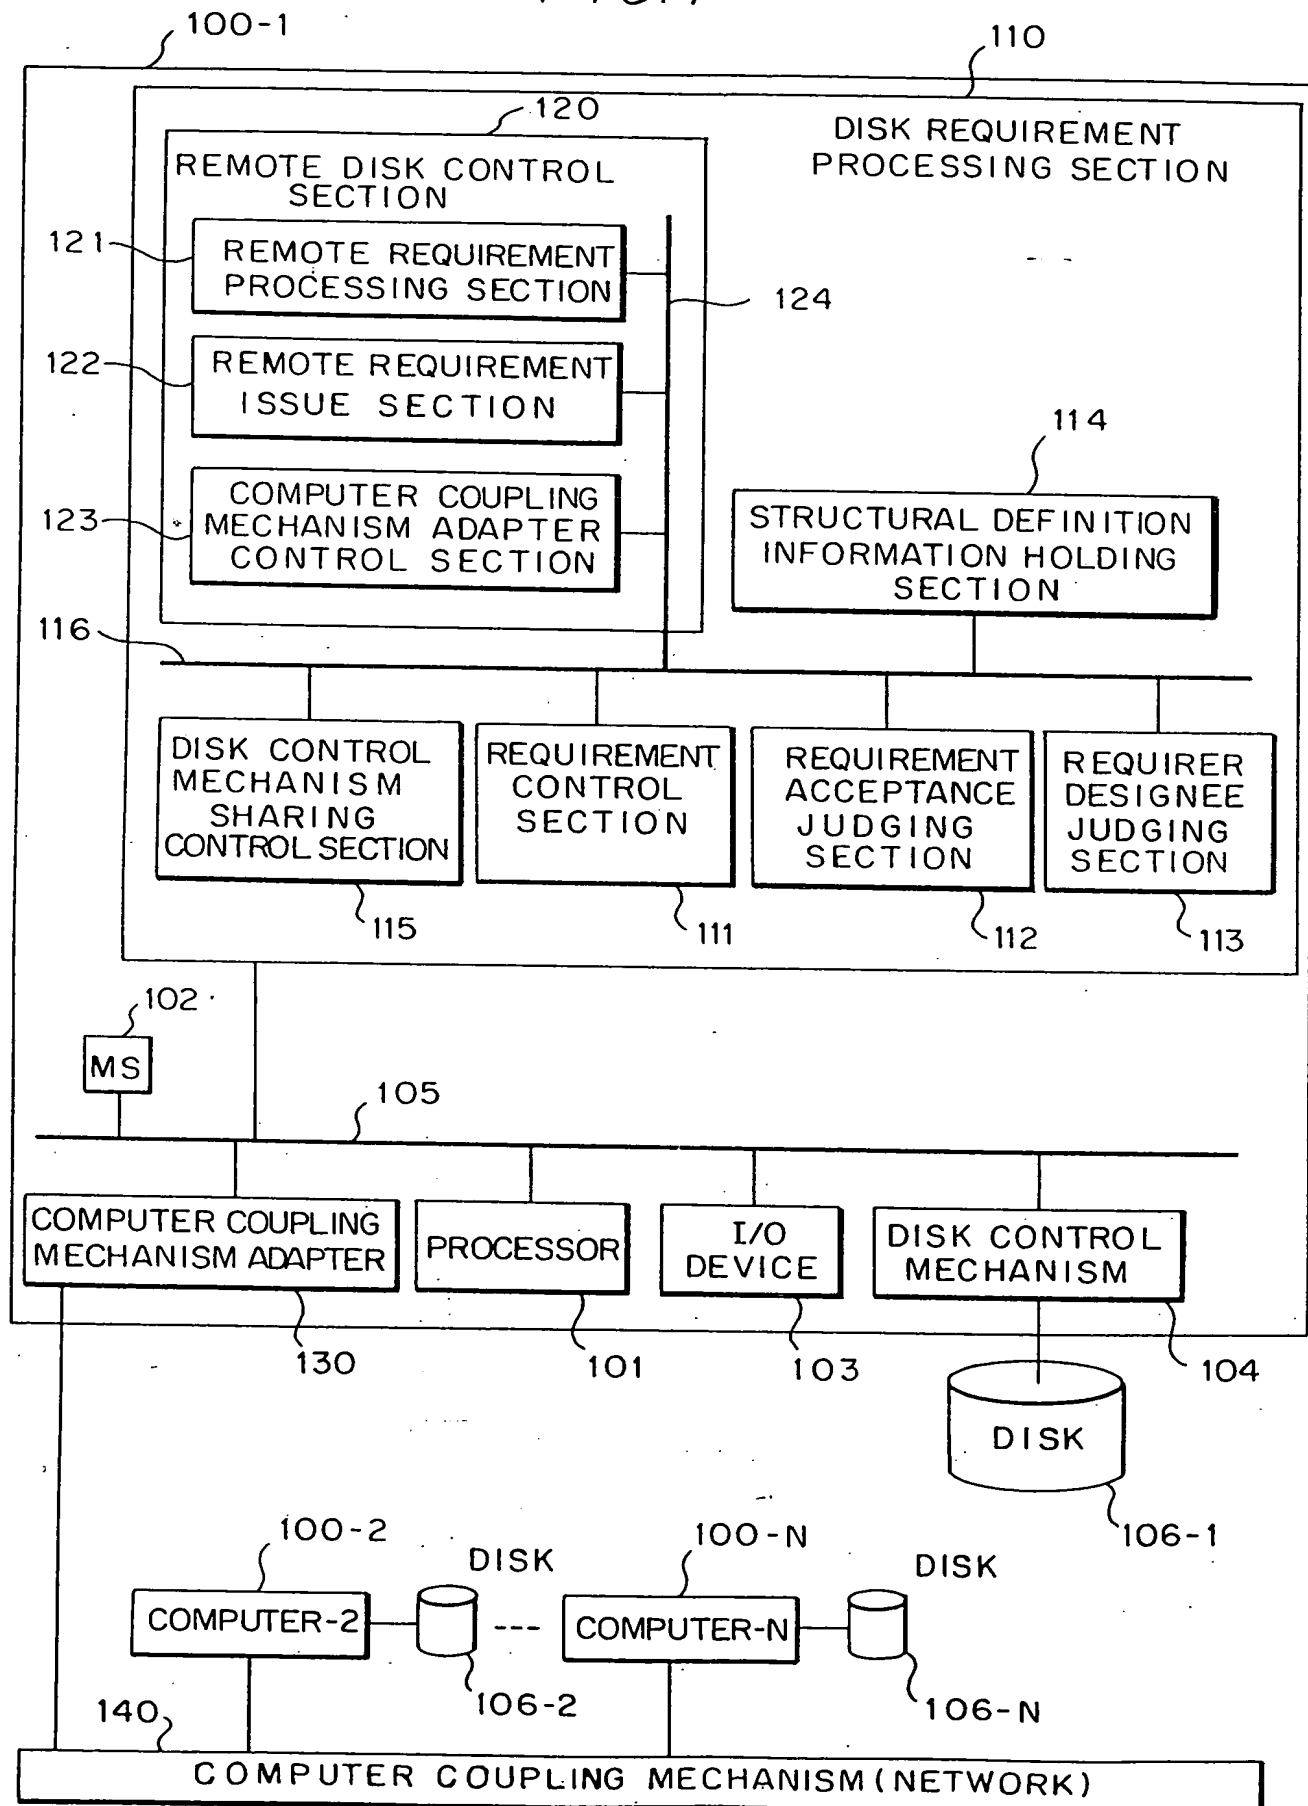 100-1
110
120
DISK REQUIREMENT
PROCESSING SECTION
REMOTE DISK CONTROL
SECTION
121
REMOTE REQUIREMENT
PROCESSING SECTION
124
122
REMOTE REQUIREMENT
ISSUE SECTION
114
123
COMPUTER COUPLING
MECHANISM ADAPTER
CONTROL SECTION
STRUCTURAL DEFINITION
INFORMATION HOLDING
SECTION
116
DISK CONTROL
MECHANISM
SHARING
CONTROL SECTION
REQUIREMENT
CONTROL
SECTION
REQUIREMENT
ACCEPTANCE
JUDGING
SECTION
REQUIRER
DESIGNEE
JUDGING
SECTION
115
111
112
113
102
MS
105
COMPUTER COUPLING
MECHANISM ADAPTER
PROCESSOR
I/O
DEVICE
DISK CONTROL
MECHANISM
130
101
103
104
DISK
106-1
100-2
DISK
100-N
DISK
COMPUTER-2
---
COMPUTER-N
106-2
106-N
140
COMPUTER COUPLING MECHANISM (NETWORK)